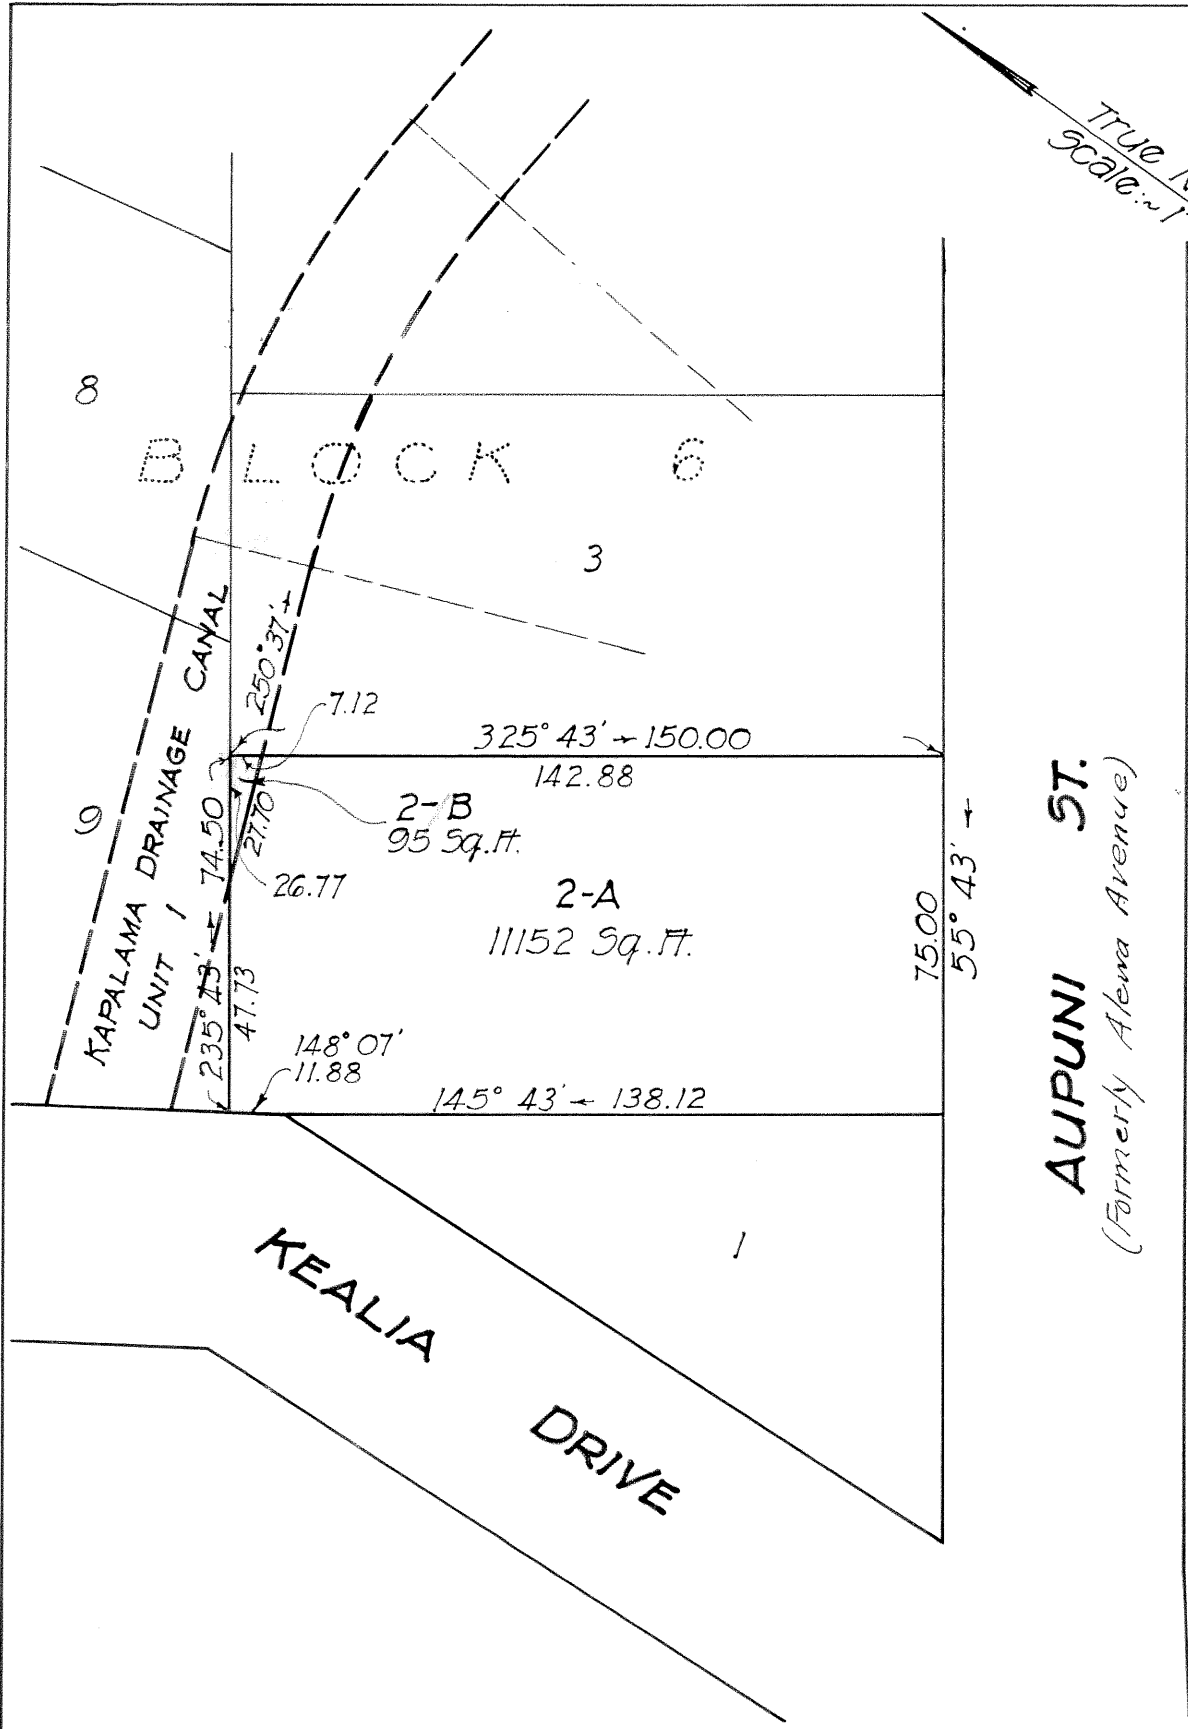 True N
Scale:~ 1"
8
BLOCK 6
3
KAPALAMA DRAINAGE CANAL
UNIT 1
9
250° 37'
7.12
325° 43' 150.00
142.88
2-B
95 Sq.Ft.
27.70
26.77
235° 43' 74.50
47.73
2-A
11152 Sq.Ft.
75.00
55° 43'
148° 07'
11.88
145° 43' 138.12
AUPUNI ST.
(Formerly Alewa Avenue)
1
KEALIA DRIVE